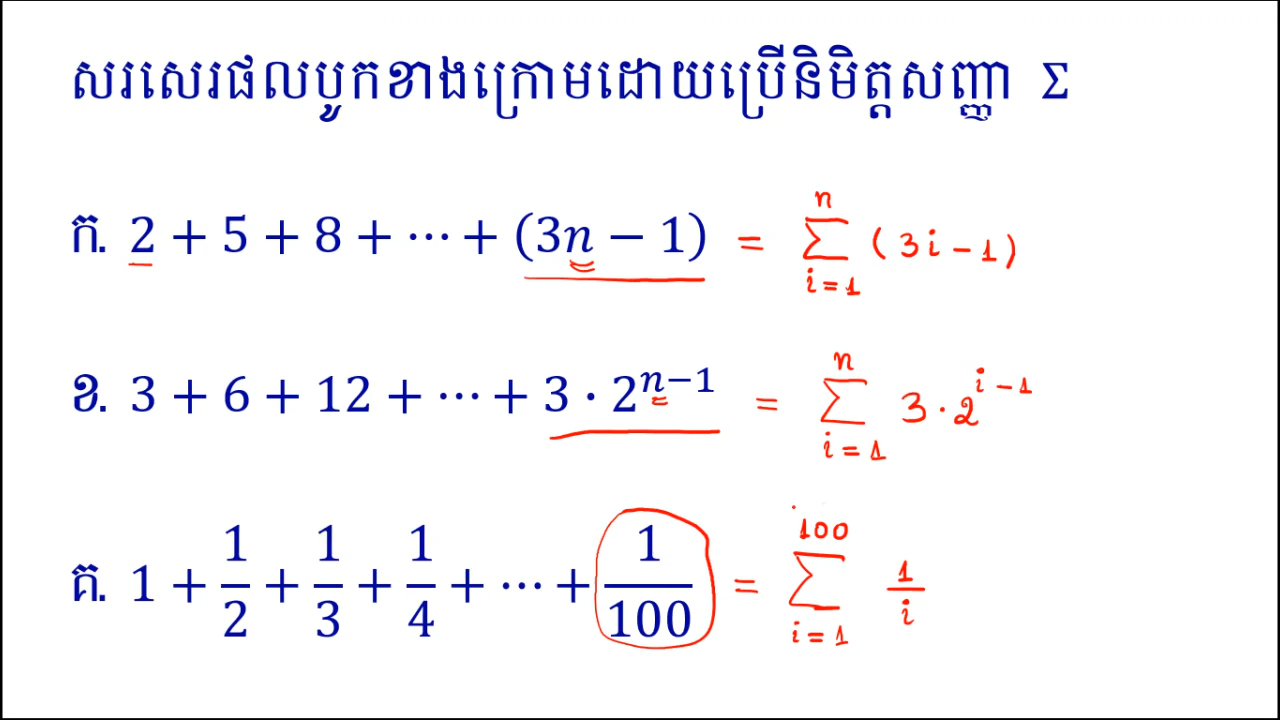 សរសេរផលបូកខាងក្រោមដោយប្រើនិមិត្តសញ្ញា Σ
ក. 2 + 5 + 8 + ⋯ + (3n − 1) = ∑_{i=1}^{n} (3i − 1)
ខ. 3 + 6 + 12 + ⋯ + 3 · 2^{n−1} = ∑_{i=1}^{n} 3 · 2^{i−1}
គ. 1 + 1/2 + 1/3 + 1/4 + ⋯ + 1/100 = ∑_{i=1}^{100} 1/i